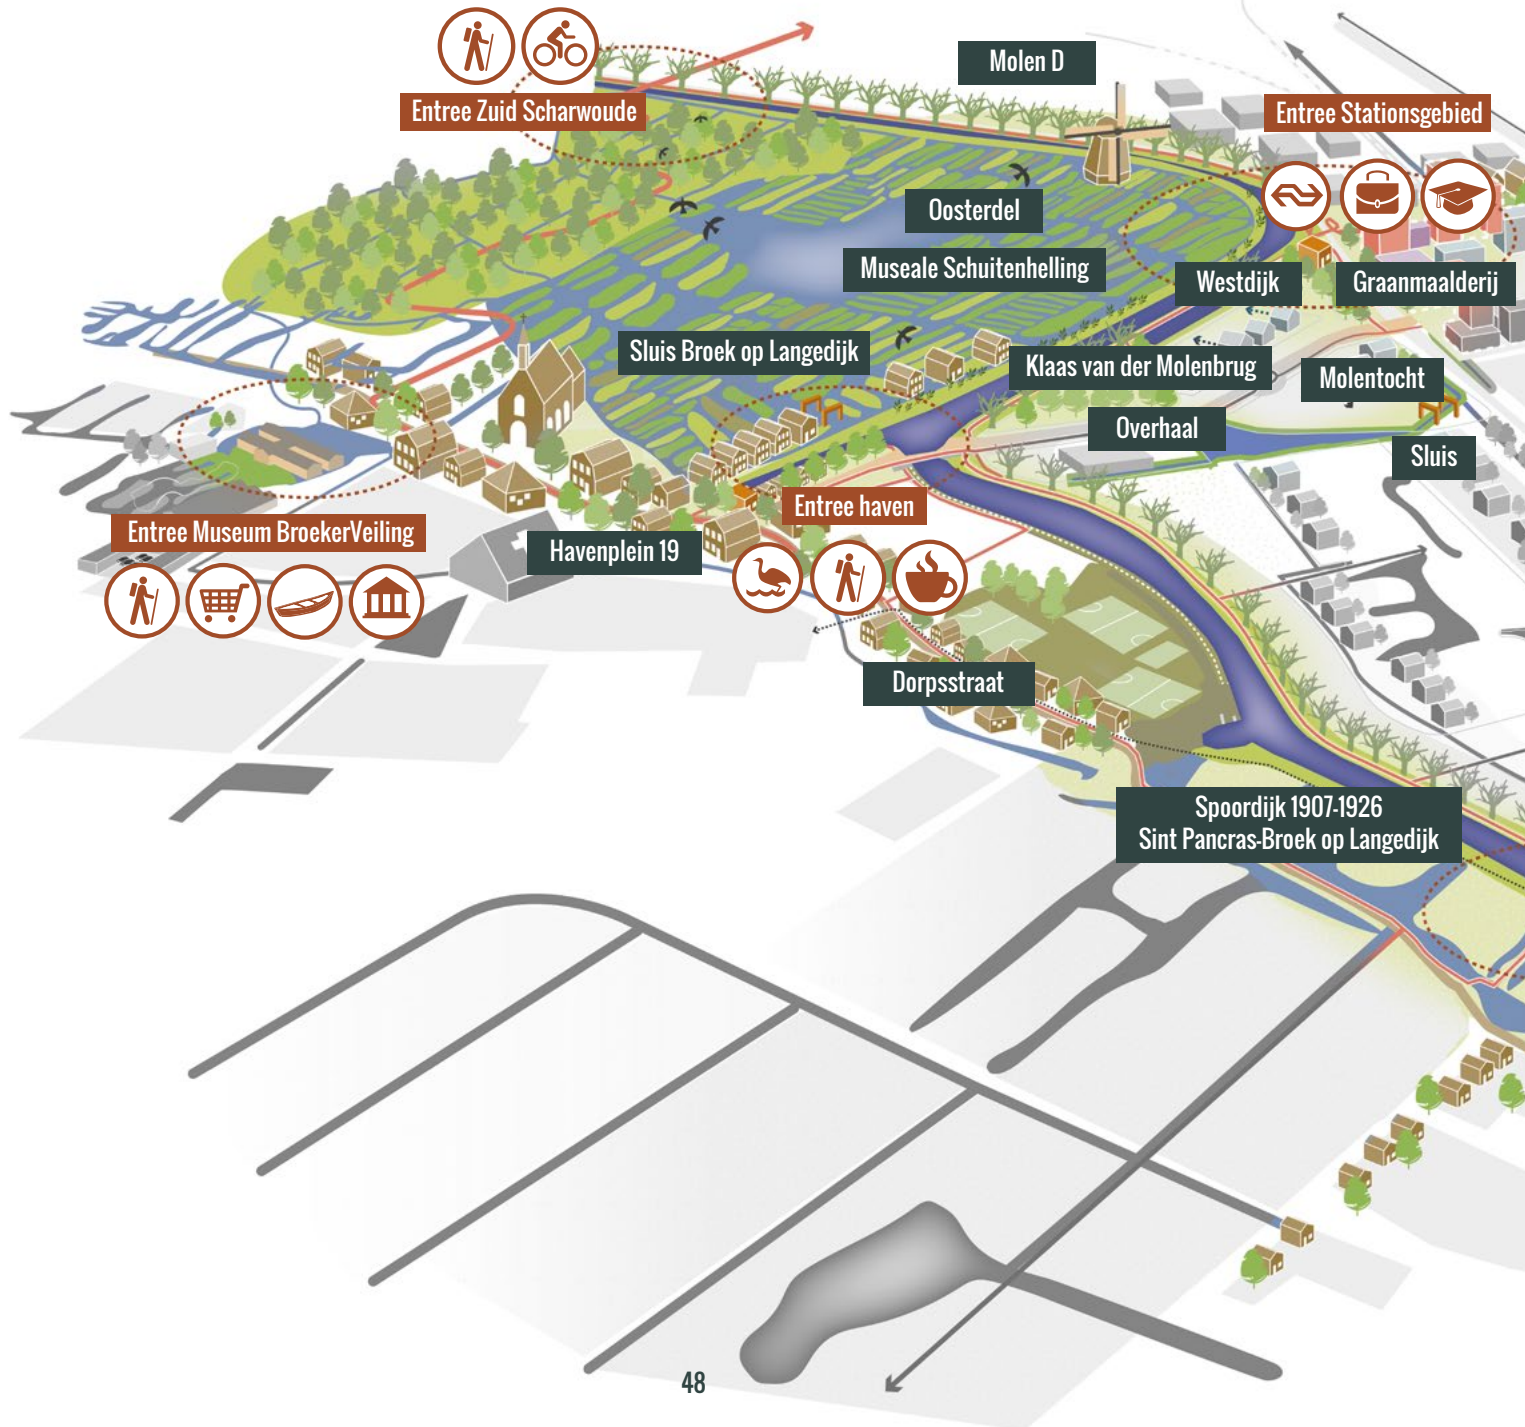 Molen D
Entree Zuid Scharwoude
Entree Stationsgebied
Oosterdel
Museale Schuitenhelling
Westdijk
Graanmaalderij
Sluis Broek op Langedijk
Klaas van der Molenbrug
Molentocht
Overhaal
Sluis
Entree haven
Entree Museum BroekerVeiling
Havenplein 19
Dorpsstraat
Spoordijk 1907-1926
Sint Pancras-Broek op Langedijk
48